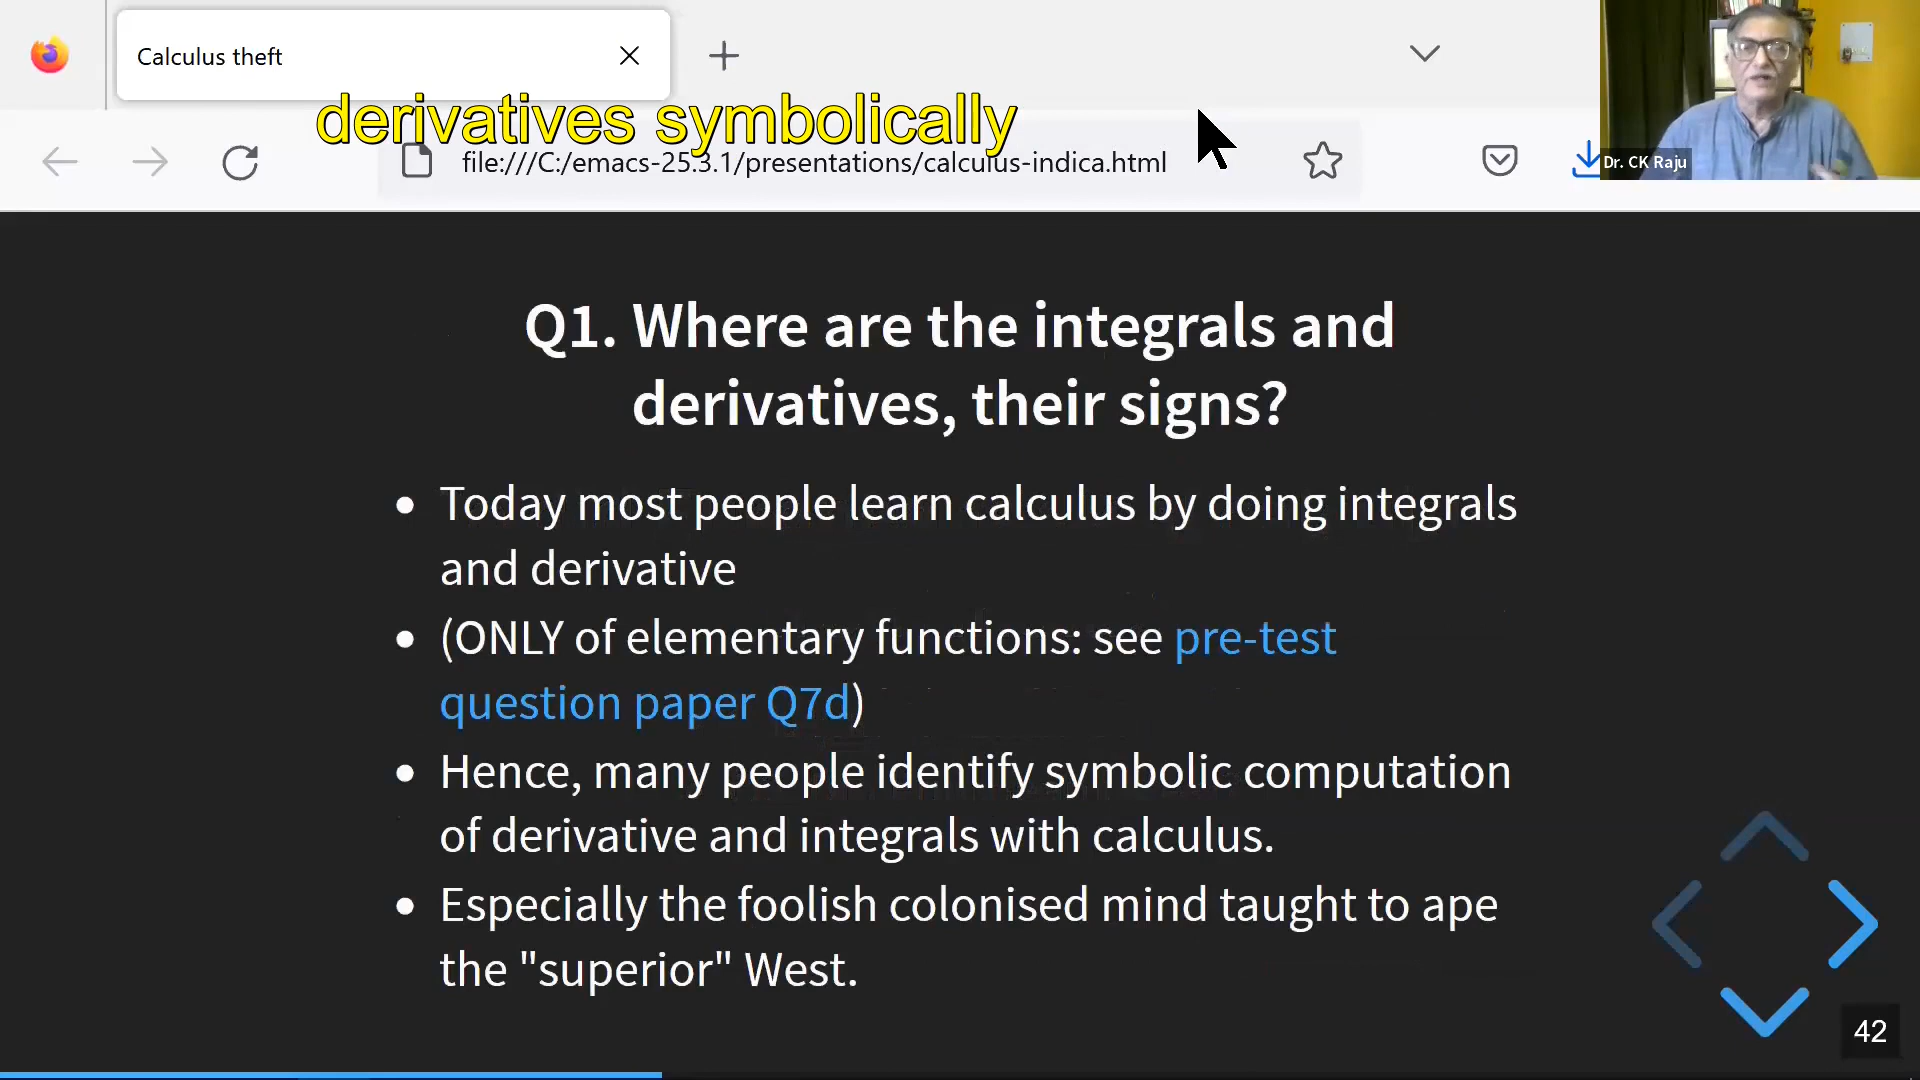 Calculus theft
derivatives symbolically
file:///C:/emacs-25.3.1/presentations/calculus-indica.html
Dr. CK Raju
Q1. Where are the integrals and
derivatives, their signs?
• Today most people learn calculus by doing integrals
and derivative
• (ONLY of elementary functions: see pre-test
question paper Q7d)
• Hence, many people identify symbolic computation
of derivative and integrals with calculus.
• Especially the foolish colonised mind taught to ape
the "superior" West.
42